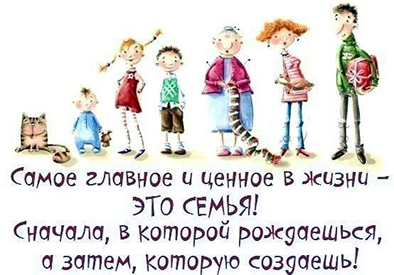 Самое главное и ценное в жизни –
ЭТО СЕМЬЯ!
Сначала, в которой рождаешься,
а затем, которую создаешь!